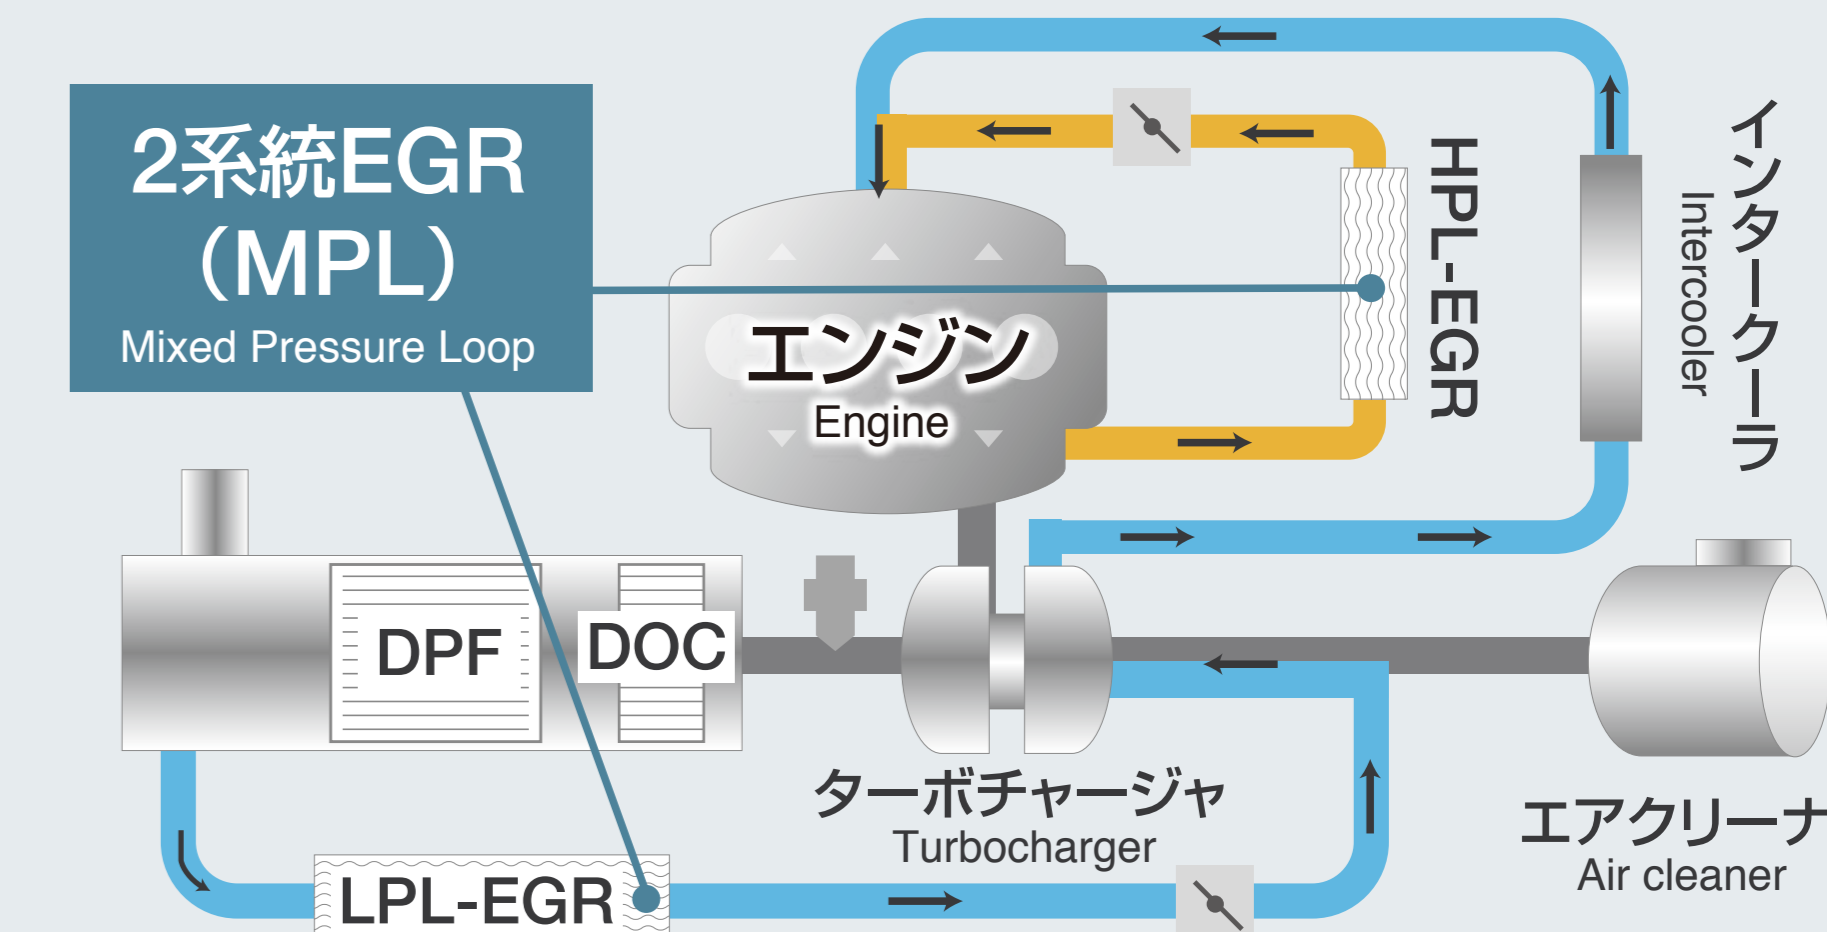 2系統EGR
(MPL)
Mixed Pressure Loop
エンジン
Engine
HPL-EGR
インタークーラ
Intercooler
DPF
DOC
ターボチャージャ
Turbocharger
エアクリーナ
Air cleaner
LPL-EGR